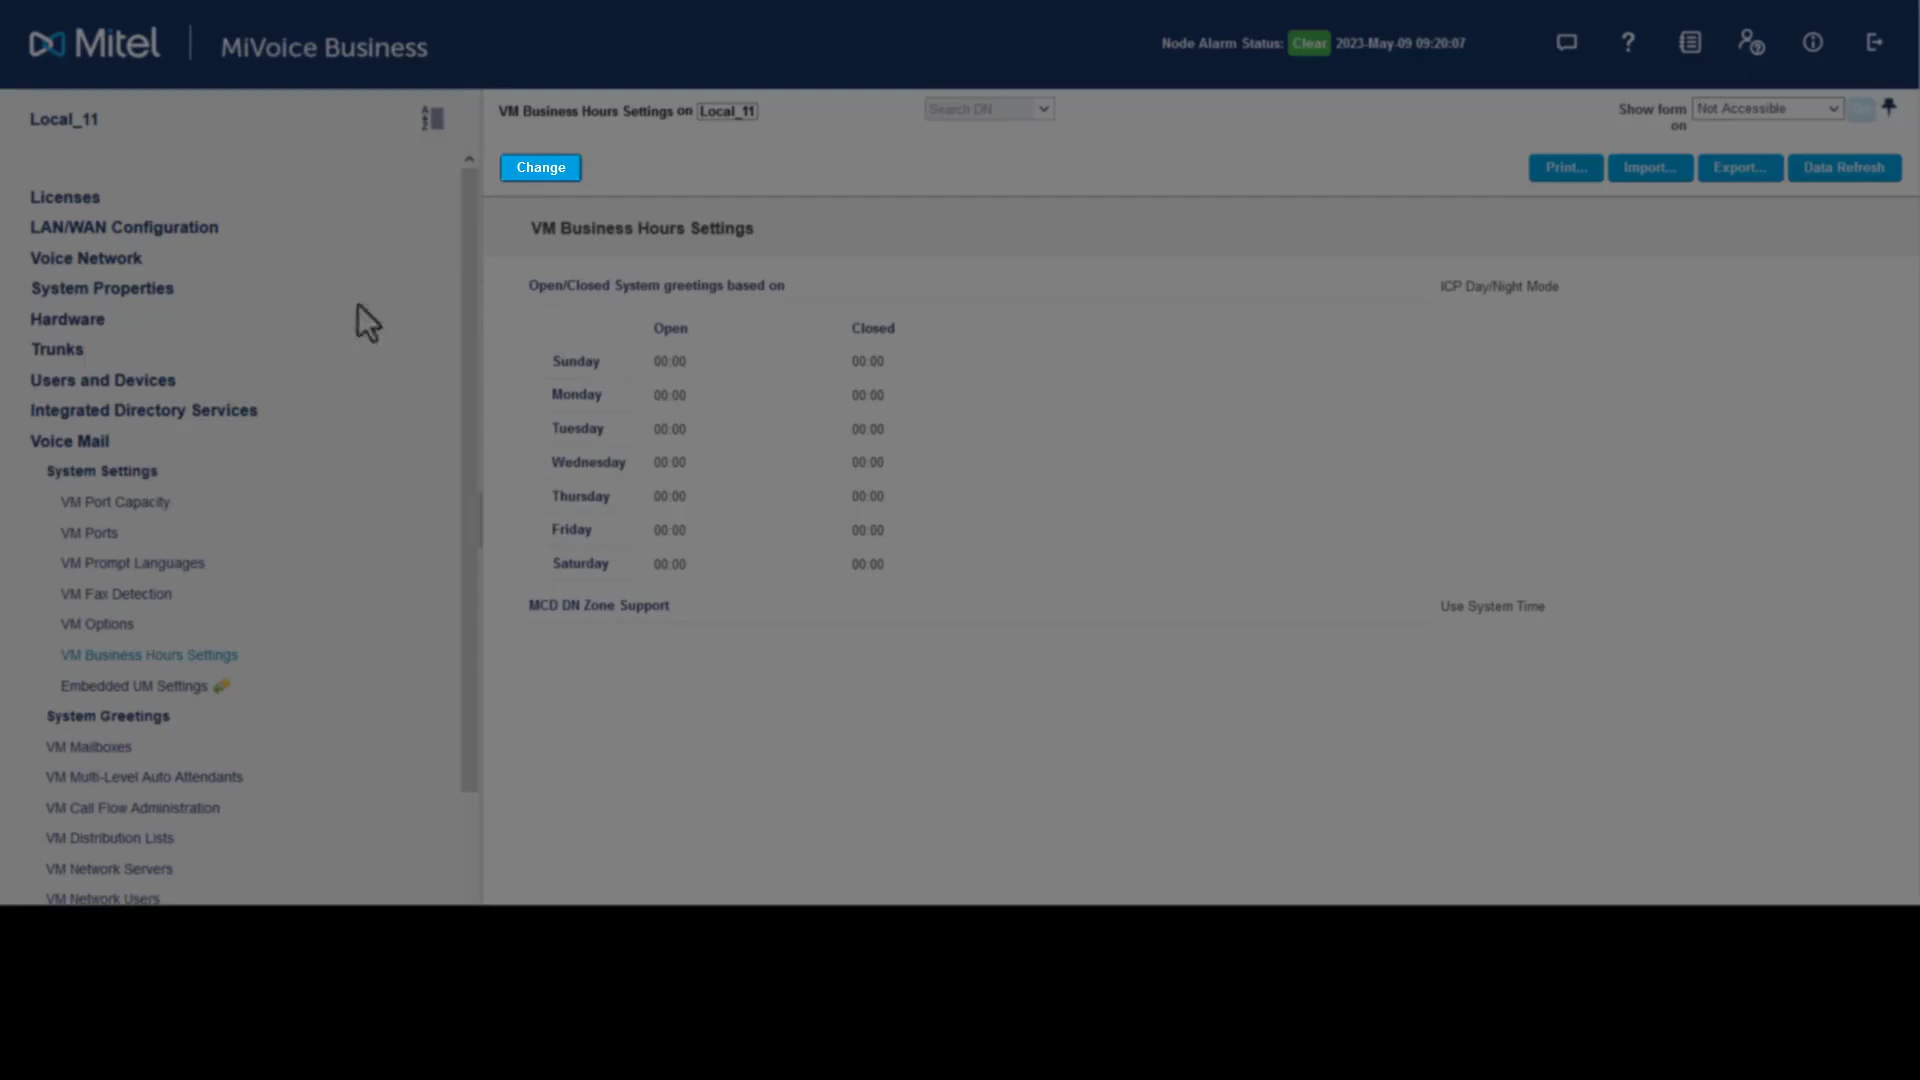 Mitel
MiVoice Business
Node Alarm Status: Clear 2023-May-09 09:20:07
Local_11
VM Business Hours Settings on Local_11
Search DN
Show form on
Not Accessible
Change
Print...
Import...
Export...
Data Refresh
Licenses
LAN/WAN Configuration
Voice Network
System Properties
Hardware
Trunks
Users and Devices
Integrated Directory Services
Voice Mail
System Settings
VM Port Capacity
VM Ports
VM Prompt Languages
VM Fax Detection
VM Options
VM Business Hours Settings
Embedded UM Settings
System Greetings
VM Mailboxes
VM Multi-Level Auto Attendants
VM Call Flow Administration
VM Distribution Lists
VM Network Servers
VM Network Users
VM Business Hours Settings
Open/Closed System greetings based on ICP Day/Night Mode
Open Closed
Sunday 00:00 00:00
Monday 00:00 00:00
Tuesday 00:00 00:00
Wednesday 00:00 00:00
Thursday 00:00 00:00
Friday 00:00 00:00
Saturday 00:00 00:00
MCD DN Zone Support Use System Time